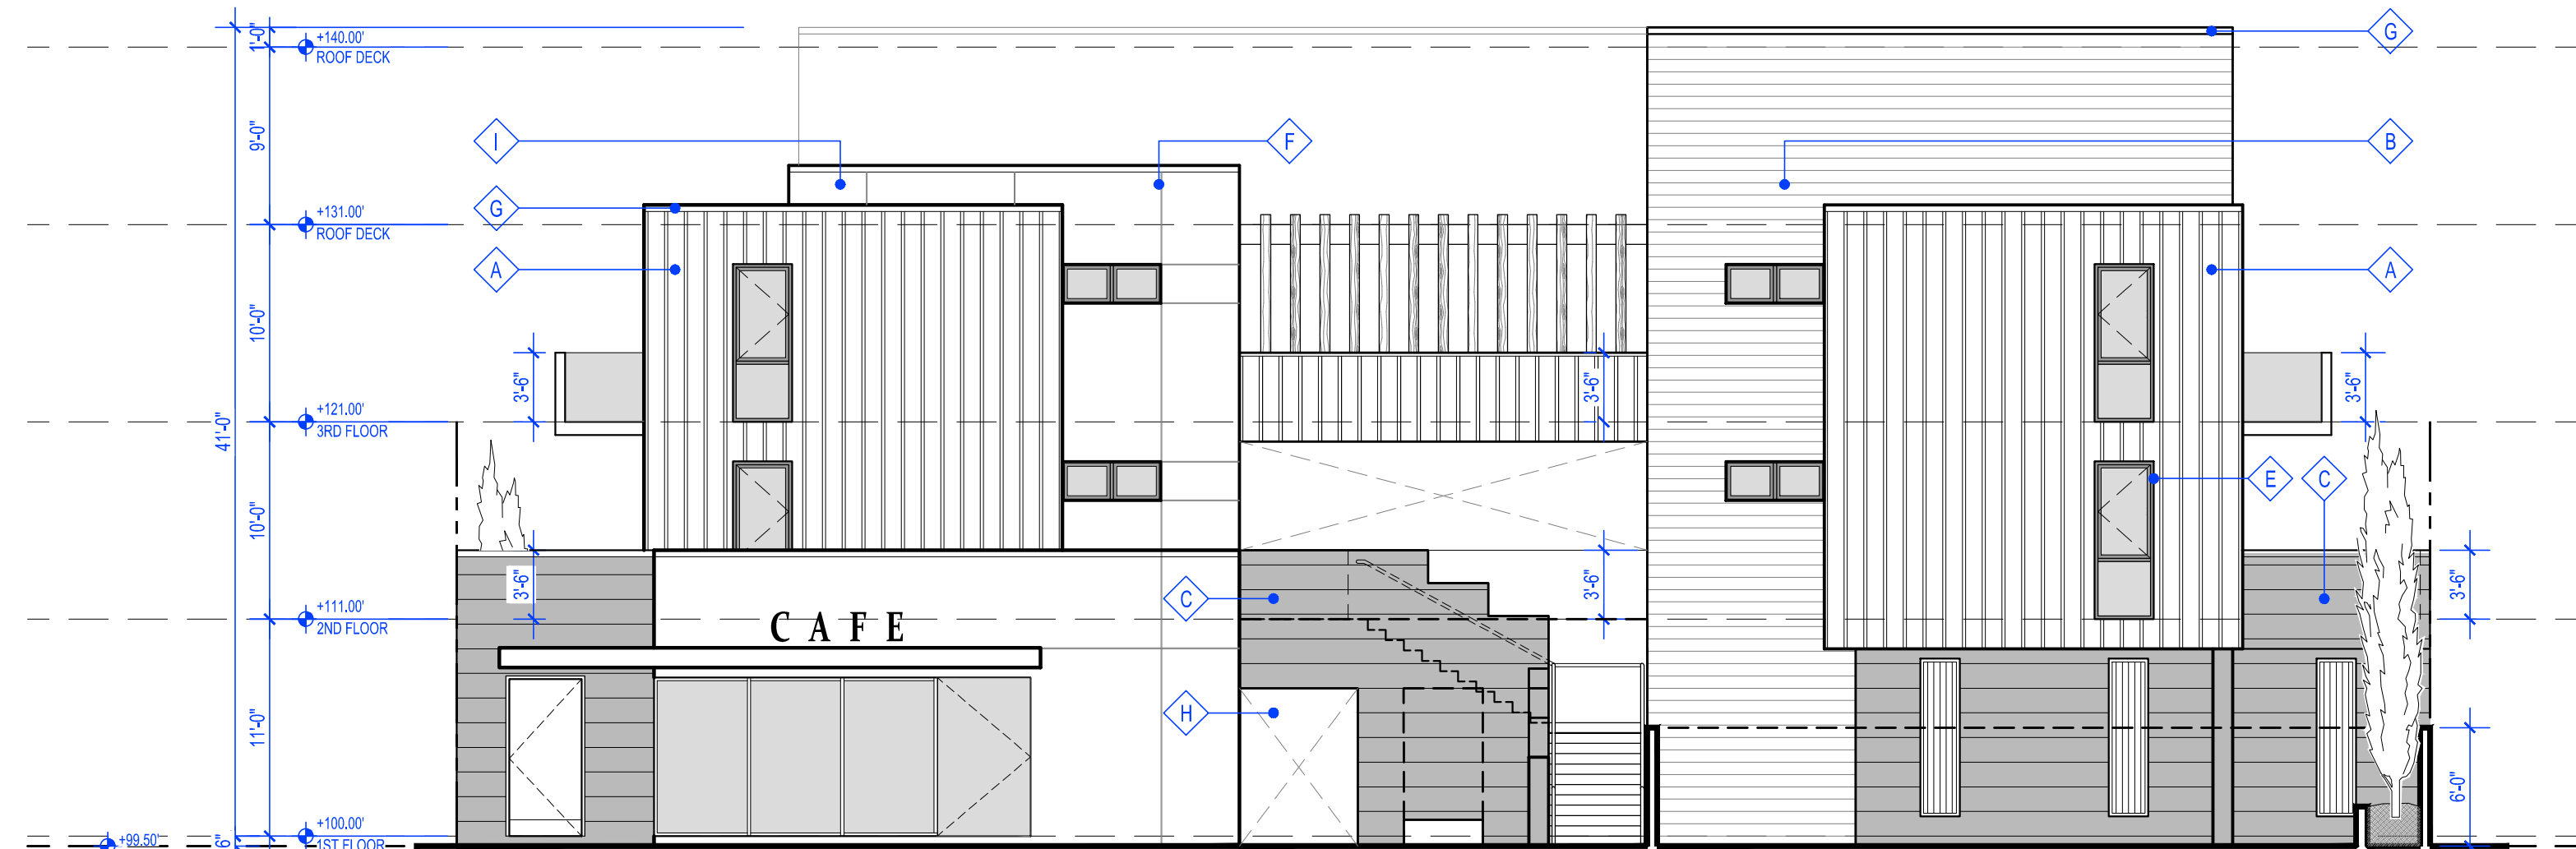 1'-0"
+140.00'
ROOF DECK
G
9'-0"
I
F
B
G
+131.00'
ROOF DECK
A
A
10'-0"
3'-6"
3'-6"
3'-6"
41'-0"
+121.00'
3RD FLOOR
E
C
10'-0"
3'-6"
C
3'-6"
3'-6"
+111.00'
2ND FLOOR
CAFE
H
11'-0"
6'-0"
+100.00'
1ST FLOOR
+99.50'
6"